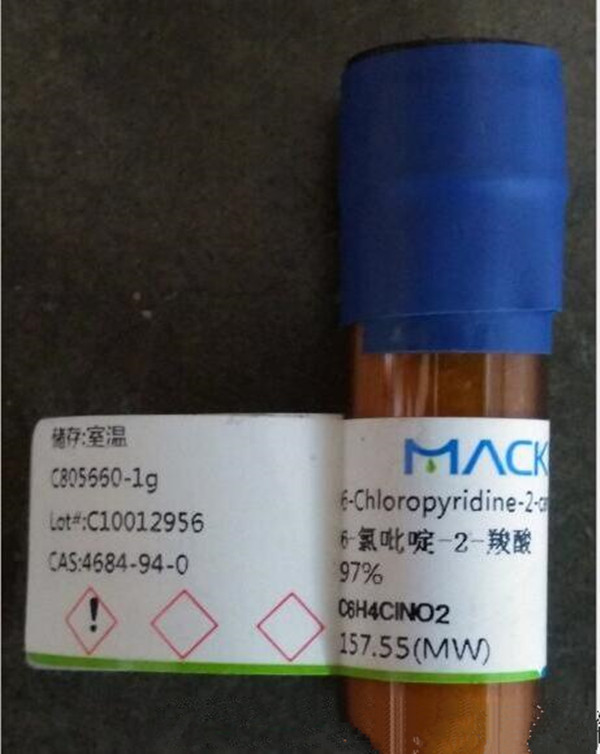 储存:室温
C805660-1g
Lot#:C10012956
CAS:4684-94-0
MACK
6-Chloropyridine-2-ca
6-氯吡啶-2-羧酸
97%
C6H4ClNO2
157.55(MW)